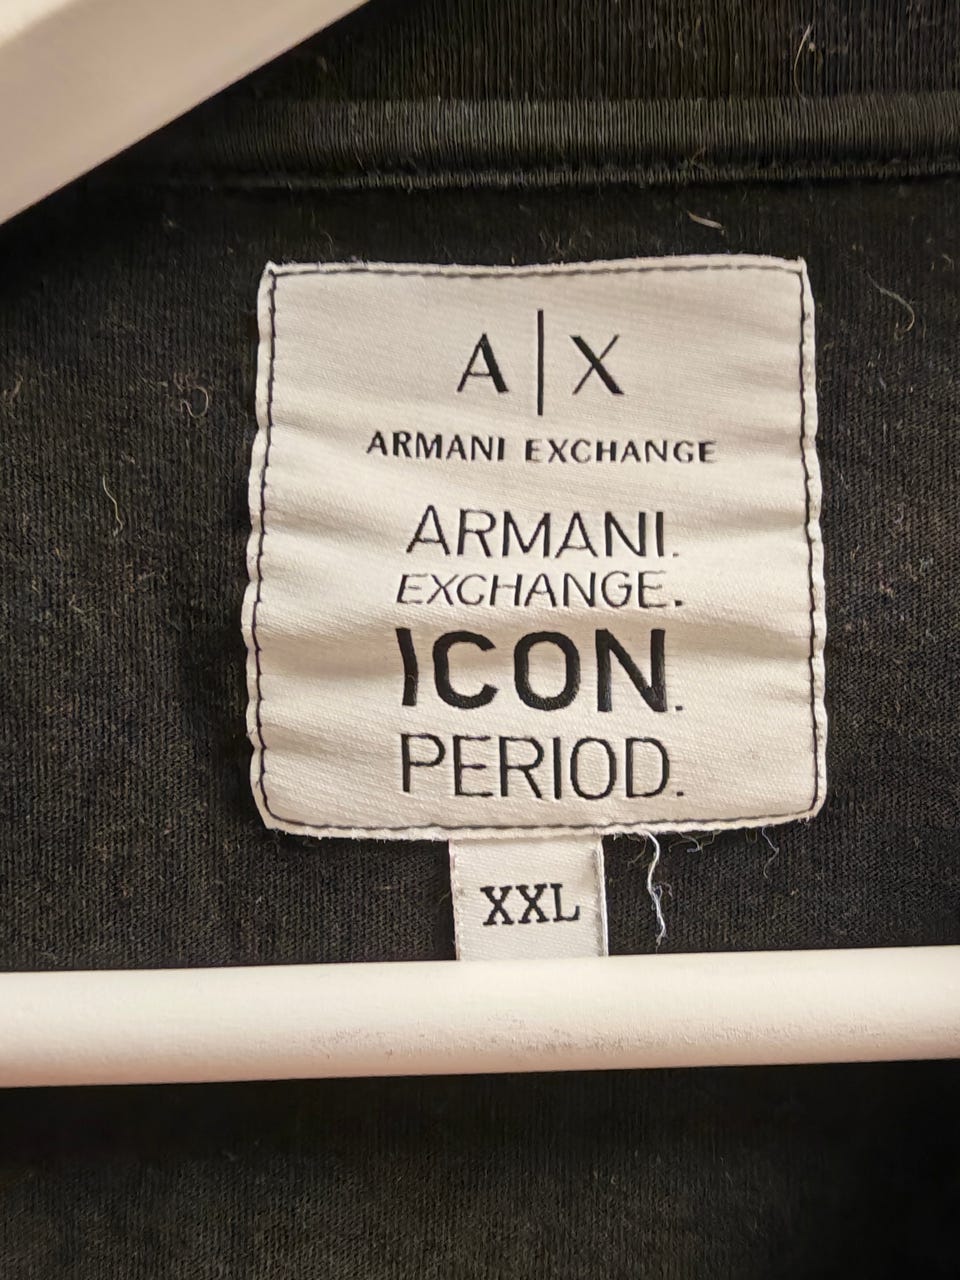 A|X
ARMANI EXCHANGE
ARMANI.
EXCHANGE.
ICON.
PERIOD.
XXL